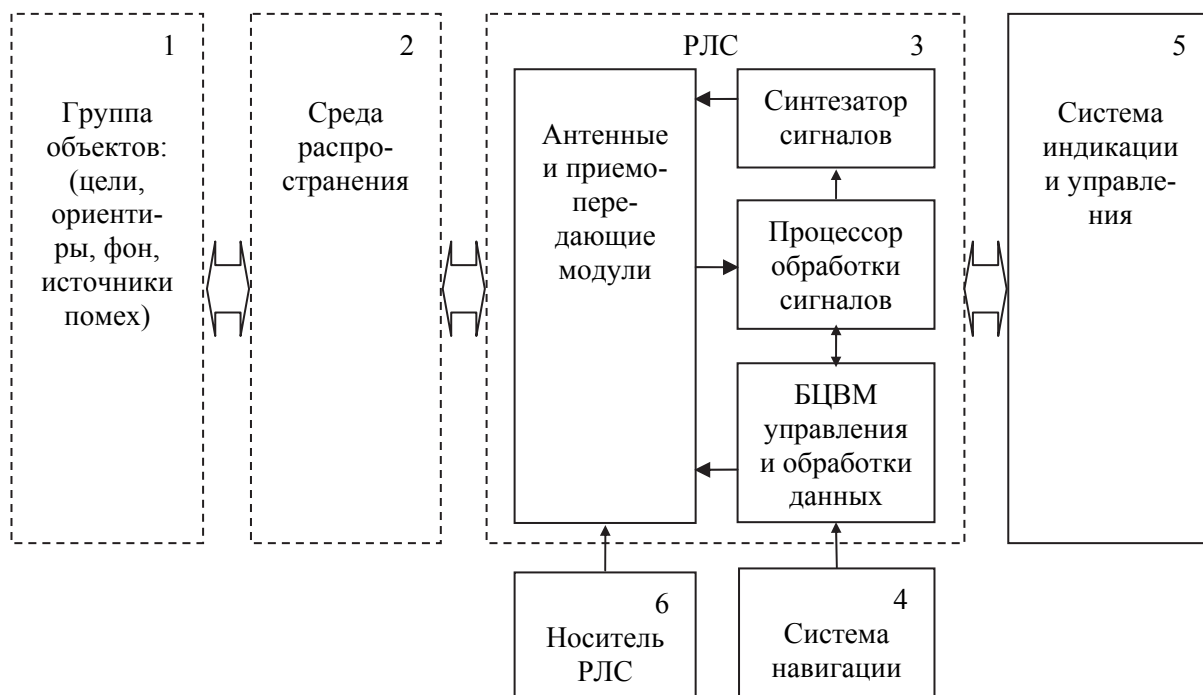 1
Группа
объектов:
(цели,
ориенти-
ры, фон,
источники
помех)
2
Среда
распро-
странения
РЛС
3
Антенные
и приемо-
пере-
дающие
модули
Синтезатор
сигналов
Процессор
обработки
сигналов
БЦВМ
управления
и обработки
данных
5
Система
индикации
и управле-
ния
6
Носитель
РЛС
4
Система
навигации